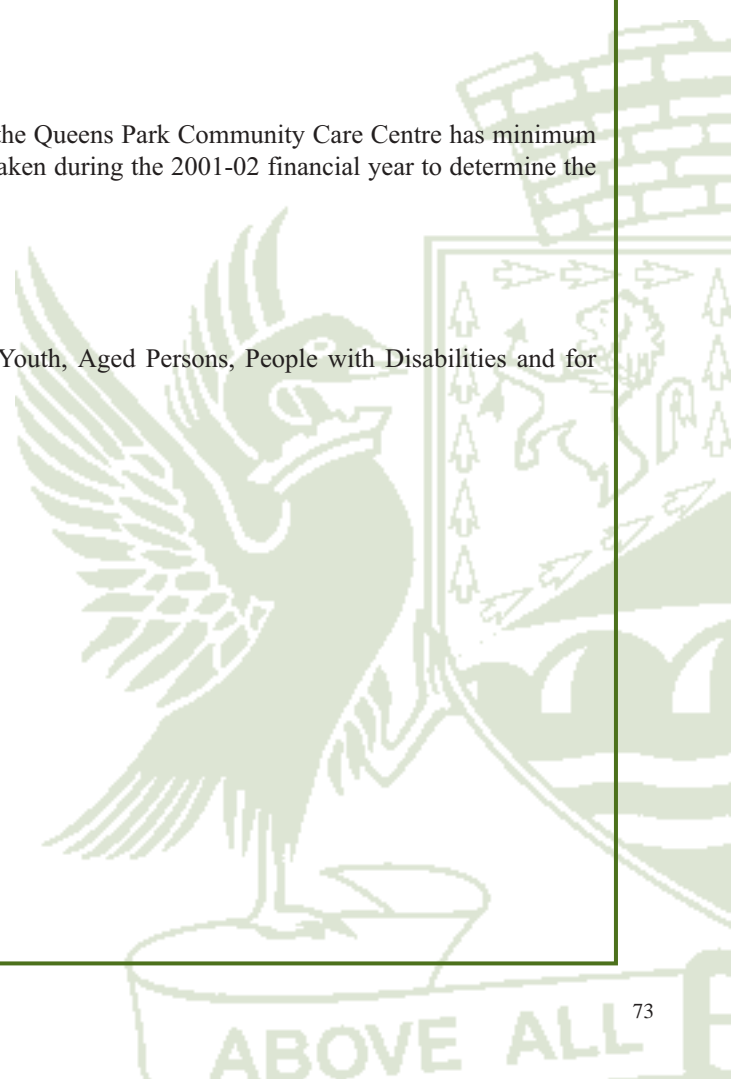 the Queens Park Community Care Centre has minimum
aken during the 2001-02 financial year to determine the
Youth, Aged Persons, People with Disabilities and for
73
ABOVE ALL